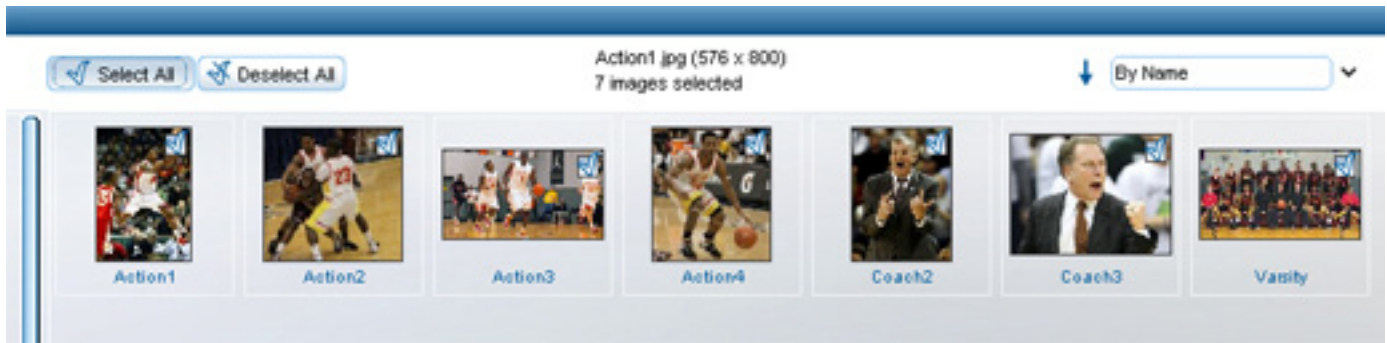 Select All
Deselect All
Action1.jpg (576 x 800)
7 images selected
By Name
Action1
Action2
Action3
Action4
Coach2
Coach3
Varsity